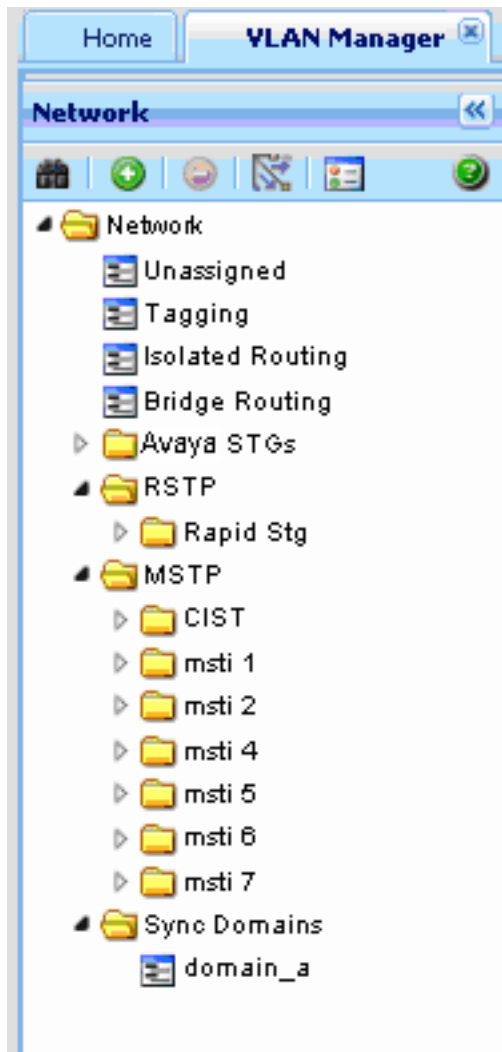 Home VLAN Manager
Network
Network
Unassigned
Tagging
Isolated Routing
Bridge Routing
Avaya STGs
RSTP
Rapid Stg
MSTP
CIST
msti 1
msti 2
msti 4
msti 5
msti 6
msti 7
Sync Domains
domain_a